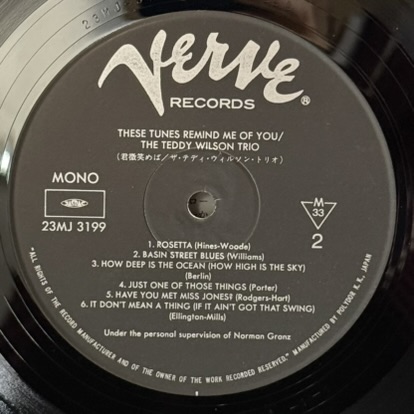 23MJ
Verve
RECORDS
®
THESE TUNES REMIND ME OF YOU/
THE TEDDY WILSON TRIO
(君微笑めば/ザ・テディ・ウィルソン・トリオ)
MONO
23MJ 3199
M
33
2
1. ROSETTA (Hines-Woode)
2. BASIN STREET BLUES (Williams)
3. HOW DEEP IS THE OCEAN (HOW HIGH IS THE SKY)
(Berlin)
4. JUST ONE OF THOSE THINGS (Porter)
5. HAVE YOU MET MISS JONES? (Rodgers-Hart)
6. IT DON'T MEAN A THING (IF IT AIN'T GOT THAT SWING)
(Ellington-Mills)
Under the personal supervision of Norman Granz
"ALL RIGHTS OF THE RECORD MANUFACTURER AND OF THE OWNER OF THE WORK RECORDED RESERVED." MANUFACTURED BY POLYDOR K. K., JAPAN